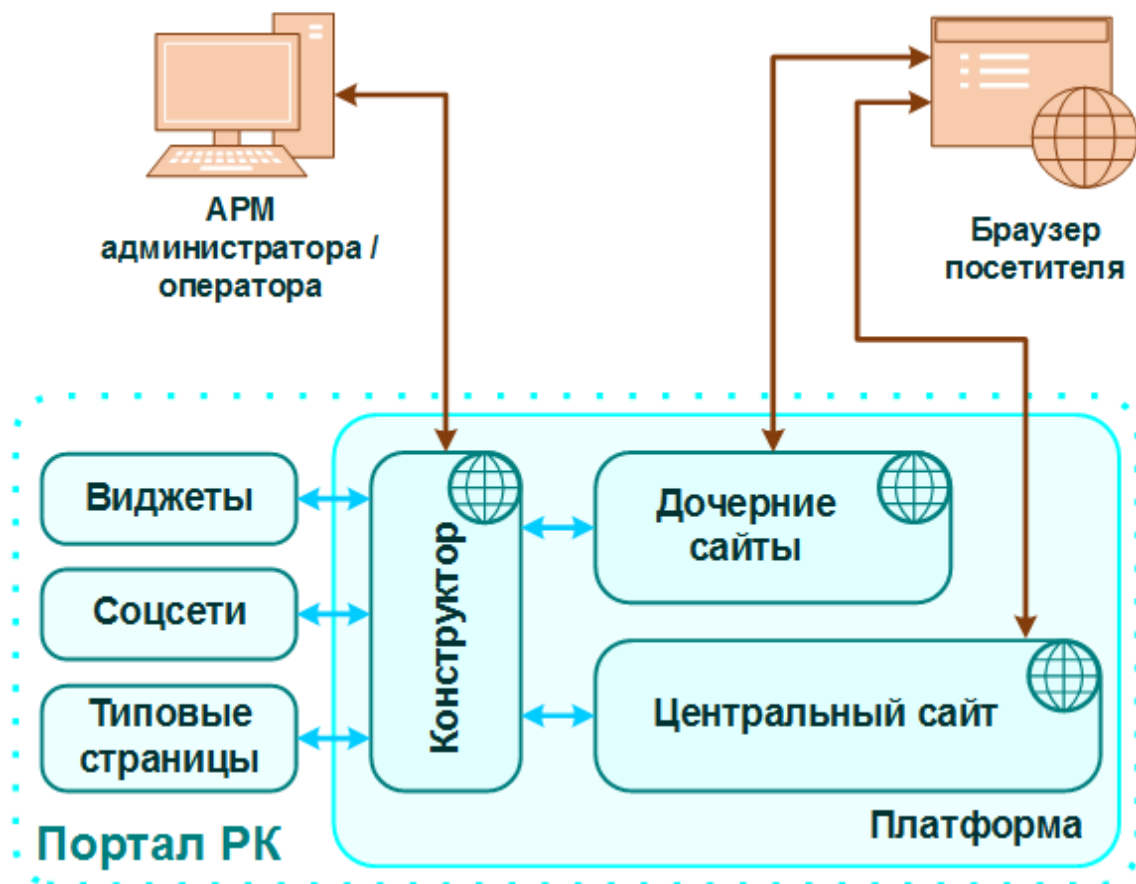 АРМ
администратора /
оператора
Браузер
посетителя
Виджеты
Соцсети
Типовые
страницы
Конструктор
Дочерние
сайты
Центральный сайт
Платформа
Портал РК